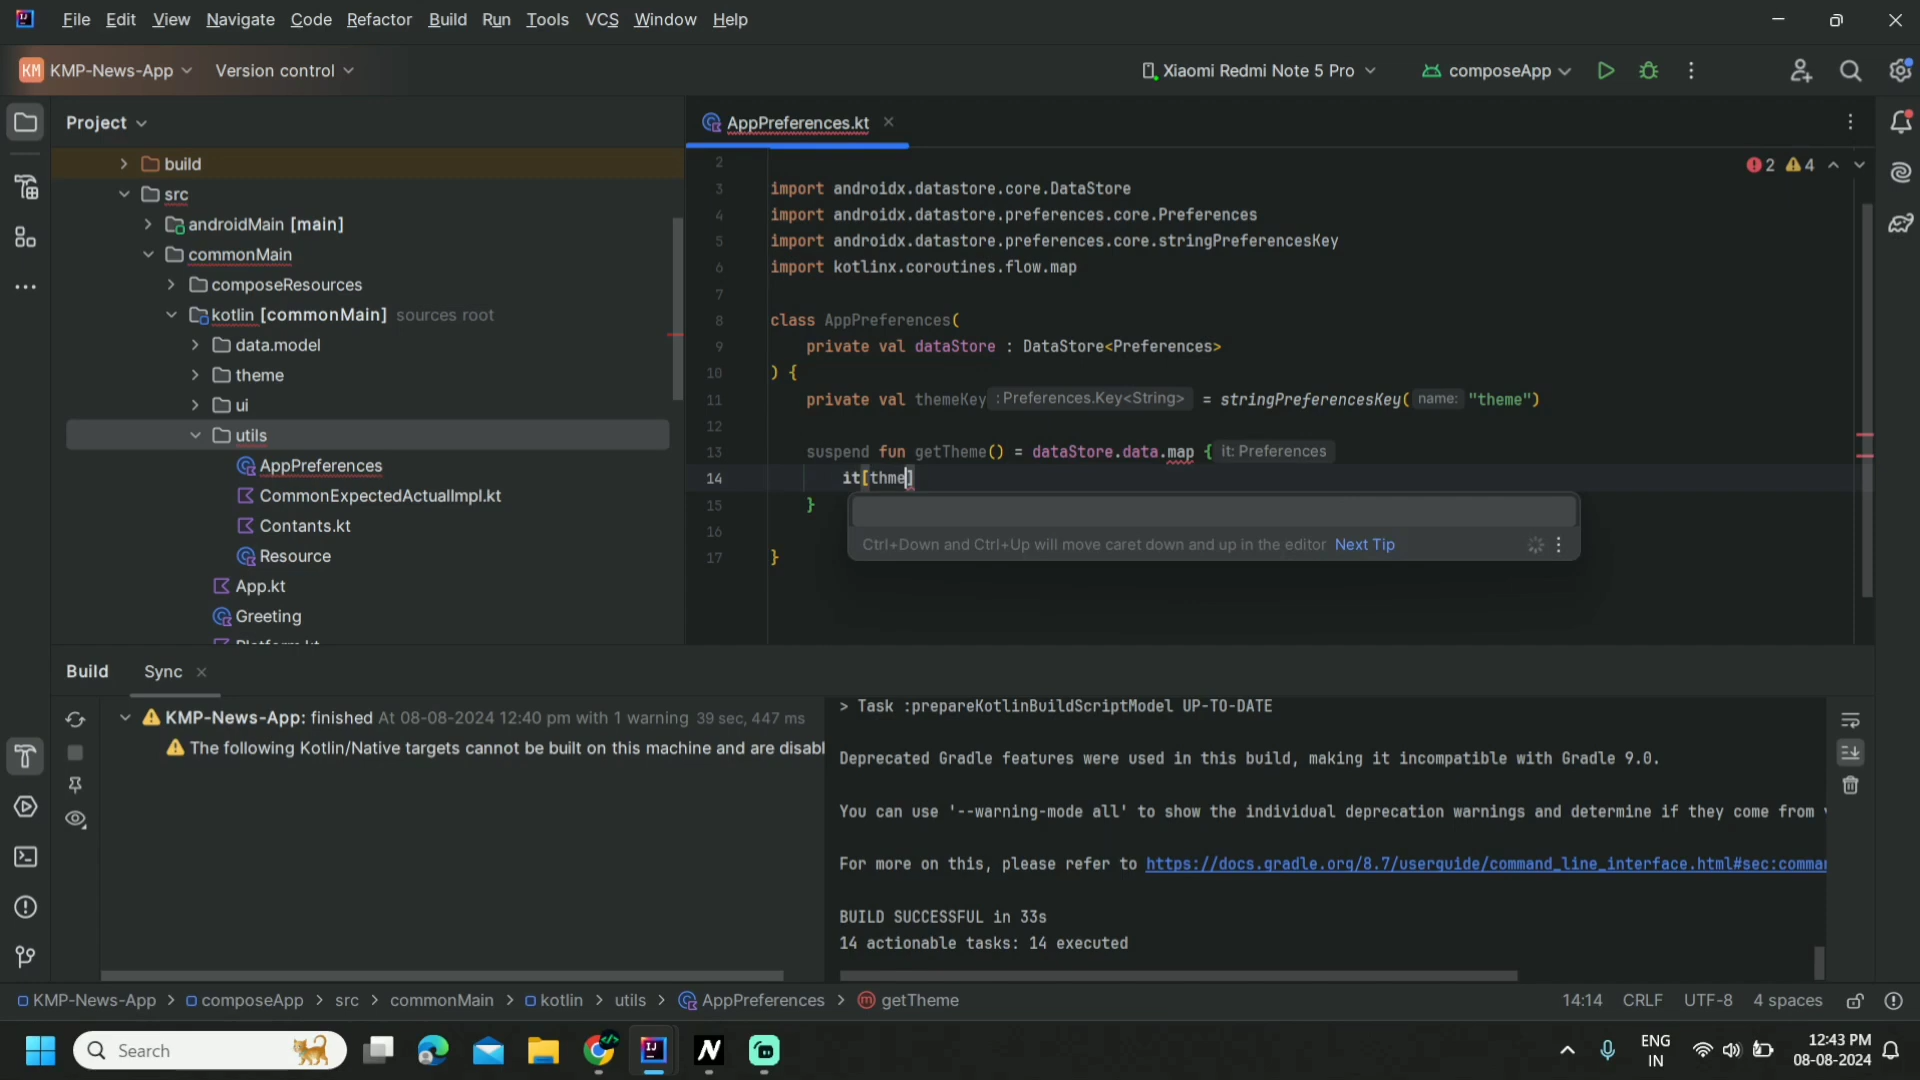 File Edit View Navigate Code Refactor Build Run Tools VCS Window Help
KM KMP-News-App Version control Xiaomi Redmi Note 5 Pro composeApp
Project
build
src
androidMain [main]
commonMain
composeResources
kotlin [commonMain] sources root
data.model
theme
ui
utils
AppPreferences
CommonExpectedActualImpl.kt
Contants.kt
Resource
App.kt
Greeting
Platform.kt
AppPreferences.kt
2 4
2
3 import androidx.datastore.core.DataStore
4 import androidx.datastore.preferences.core.Preferences
5 import androidx.datastore.preferences.core.stringPreferencesKey
6 import kotlinx.coroutines.flow.map
7
8 class AppPreferences(
9 private val dataStore : DataStore<Preferences>
10 ) {
11 private val themeKey : Preferences.Key<String> = stringPreferencesKey( name: "theme")
12
13 suspend fun getTheme() = dataStore.data.map { it: Preferences
14 it[thme]
15 }
16
17 }
Ctrl+Down and Ctrl+Up will move caret down and up in the editor Next Tip
Build Sync
KMP-News-App: finished At 08-08-2024 12:40 pm with 1 warning 39 sec, 447 ms
The following Kotlin/Native targets cannot be built on this machine and are disabl
> Task :prepareKotlinBuildScriptModel UP-TO-DATE
Deprecated Gradle features were used in this build, making it incompatible with Gradle 9.0.
You can use '--warning-mode all' to show the individual deprecation warnings and determine if they come from
For more on this, please refer to https://docs.gradle.org/8.7/userguide/command_line_interface.html#sec:comman
BUILD SUCCESSFUL in 33s
14 actionable tasks: 14 executed
KMP-News-App > composeApp > src > commonMain > kotlin > utils > AppPreferences > getTheme 14:14 CRLF UTF-8 4 spaces
Search
ENG
IN
12:43 PM
08-08-2024